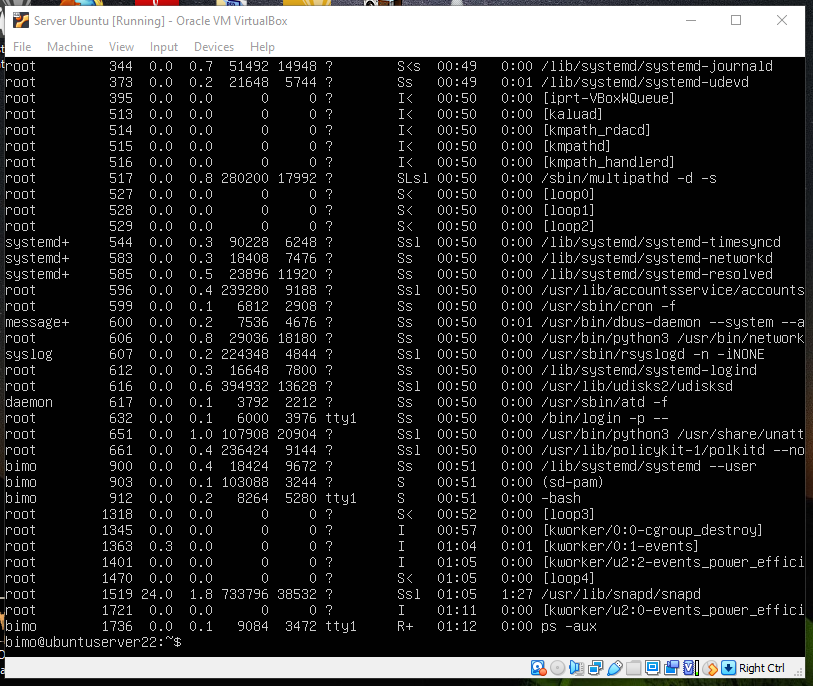 Server Ubuntu [Running] - Oracle VM VirtualBox
File Machine View Input Devices Help
root 344 0.0 0.7 51492 14948 ? S<s 00:49 0:00 /lib/systemd/systemd-journald
root 373 0.0 0.2 21648 5744 ? Ss 00:49 0:01 /lib/systemd/systemd-udevd
root 395 0.0 0.0 0 0 ? I< 00:50 0:00 [iprt-VBoxWQueue]
root 513 0.0 0.0 0 0 ? I< 00:50 0:00 [kaluad]
root 514 0.0 0.0 0 0 ? I< 00:50 0:00 [kmpath_rdacd]
root 515 0.0 0.0 0 0 ? I< 00:50 0:00 [kmpathd]
root 516 0.0 0.0 0 0 ? I< 00:50 0:00 [kmpath_handlerd]
root 517 0.0 0.8 280200 17992 ? SLsl 00:50 0:00 /sbin/multipathd -d -s
root 527 0.0 0.0 0 0 ? S< 00:50 0:00 [loop0]
root 528 0.0 0.0 0 0 ? S< 00:50 0:00 [loop1]
root 529 0.0 0.0 0 0 ? S< 00:50 0:00 [loop2]
systemd+ 544 0.0 0.3 90228 6248 ? Ssl 00:50 0:00 /lib/systemd/systemd-timesyncd
systemd+ 583 0.0 0.3 18408 7476 ? Ss 00:50 0:00 /lib/systemd/systemd-networkd
systemd+ 585 0.0 0.5 23896 11920 ? Ss 00:50 0:00 /lib/systemd/systemd-resolved
root 596 0.0 0.4 239280 9188 ? Ssl 00:50 0:00 /usr/lib/accountsservice/accounts
root 599 0.0 0.1 6812 2908 ? Ss 00:50 0:00 /usr/sbin/cron -f
message+ 600 0.0 0.2 7536 4676 ? Ss 00:50 0:01 /usr/bin/dbus-daemon --system --a
root 606 0.0 0.8 29036 18180 ? Ss 00:50 0:00 /usr/bin/python3 /usr/bin/network
syslog 607 0.0 0.2 224348 4844 ? Ssl 00:50 0:00 /usr/sbin/rsyslogd -n -iNONE
root 612 0.0 0.3 16648 7800 ? Ss 00:50 0:00 /lib/systemd/systemd-logind
root 616 0.0 0.6 394932 13628 ? Ssl 00:50 0:00 /usr/lib/udisks2/udisksd
daemon 617 0.0 0.1 3792 2212 ? Ss 00:50 0:00 /usr/sbin/atd -f
root 632 0.0 0.1 6000 3976 tty1 Ss 00:50 0:00 /bin/login -p --
root 651 0.0 1.0 107908 20904 ? Ssl 00:50 0:00 /usr/bin/python3 /usr/share/unatt
root 661 0.0 0.4 236424 9144 ? Ssl 00:50 0:00 /usr/lib/policykit-1/polkitd --no
bimo 900 0.0 0.4 18424 9672 ? Ss 00:51 0:00 /lib/systemd/systemd --user
bimo 903 0.0 0.1 103088 3244 ? S 00:51 0:00 (sd-pam)
bimo 912 0.0 0.2 8264 5280 tty1 S 00:51 0:00 -bash
root 1318 0.0 0.0 0 0 ? S< 00:52 0:00 [loop3]
root 1345 0.0 0.0 0 0 ? I 00:57 0:00 [kworker/0:0-cgroup_destroy]
root 1363 0.3 0.0 0 0 ? I 01:04 0:01 [kworker/0:1-events]
root 1401 0.0 0.0 0 0 ? I 01:05 0:00 [kworker/u2:2-events_power_effici
root 1470 0.0 0.0 0 0 ? S< 01:05 0:00 [loop4]
root 1519 24.0 1.8 733796 38532 ? Ssl 01:05 1:27 /usr/lib/snapd/snapd
root 1721 0.0 0.0 0 0 ? I 01:11 0:00 [kworker/u2:0-events_power_effici
bimo 1736 0.0 0.1 9084 3472 tty1 R+ 01:12 0:00 ps -aux
bimo@ubuntuserver22:~$
Right Ctrl